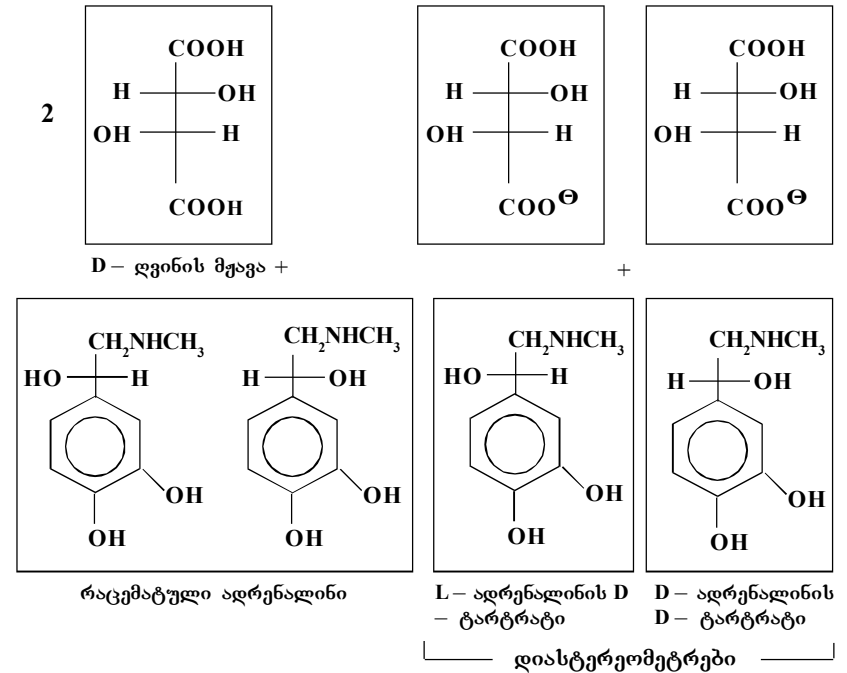 COOH COOH COOH
H OH H OH H OH
2
OH H OH H OH H
COOH COO⊖ COO⊖
D – ღვინის მჟავა + +
CH₂NHCH₃ CH₂NHCH₃ CH₂NHCH₃ CH₂NHCH₃
HO H H OH HO H H OH
OH OH OH OH
OH OH OH OH
რაცემატული ადრენალინი
L – ადრენალინის D
– ტარტრატი
D – ადრენალინის
D – ტარტრატი
დიასტერეომეტრები